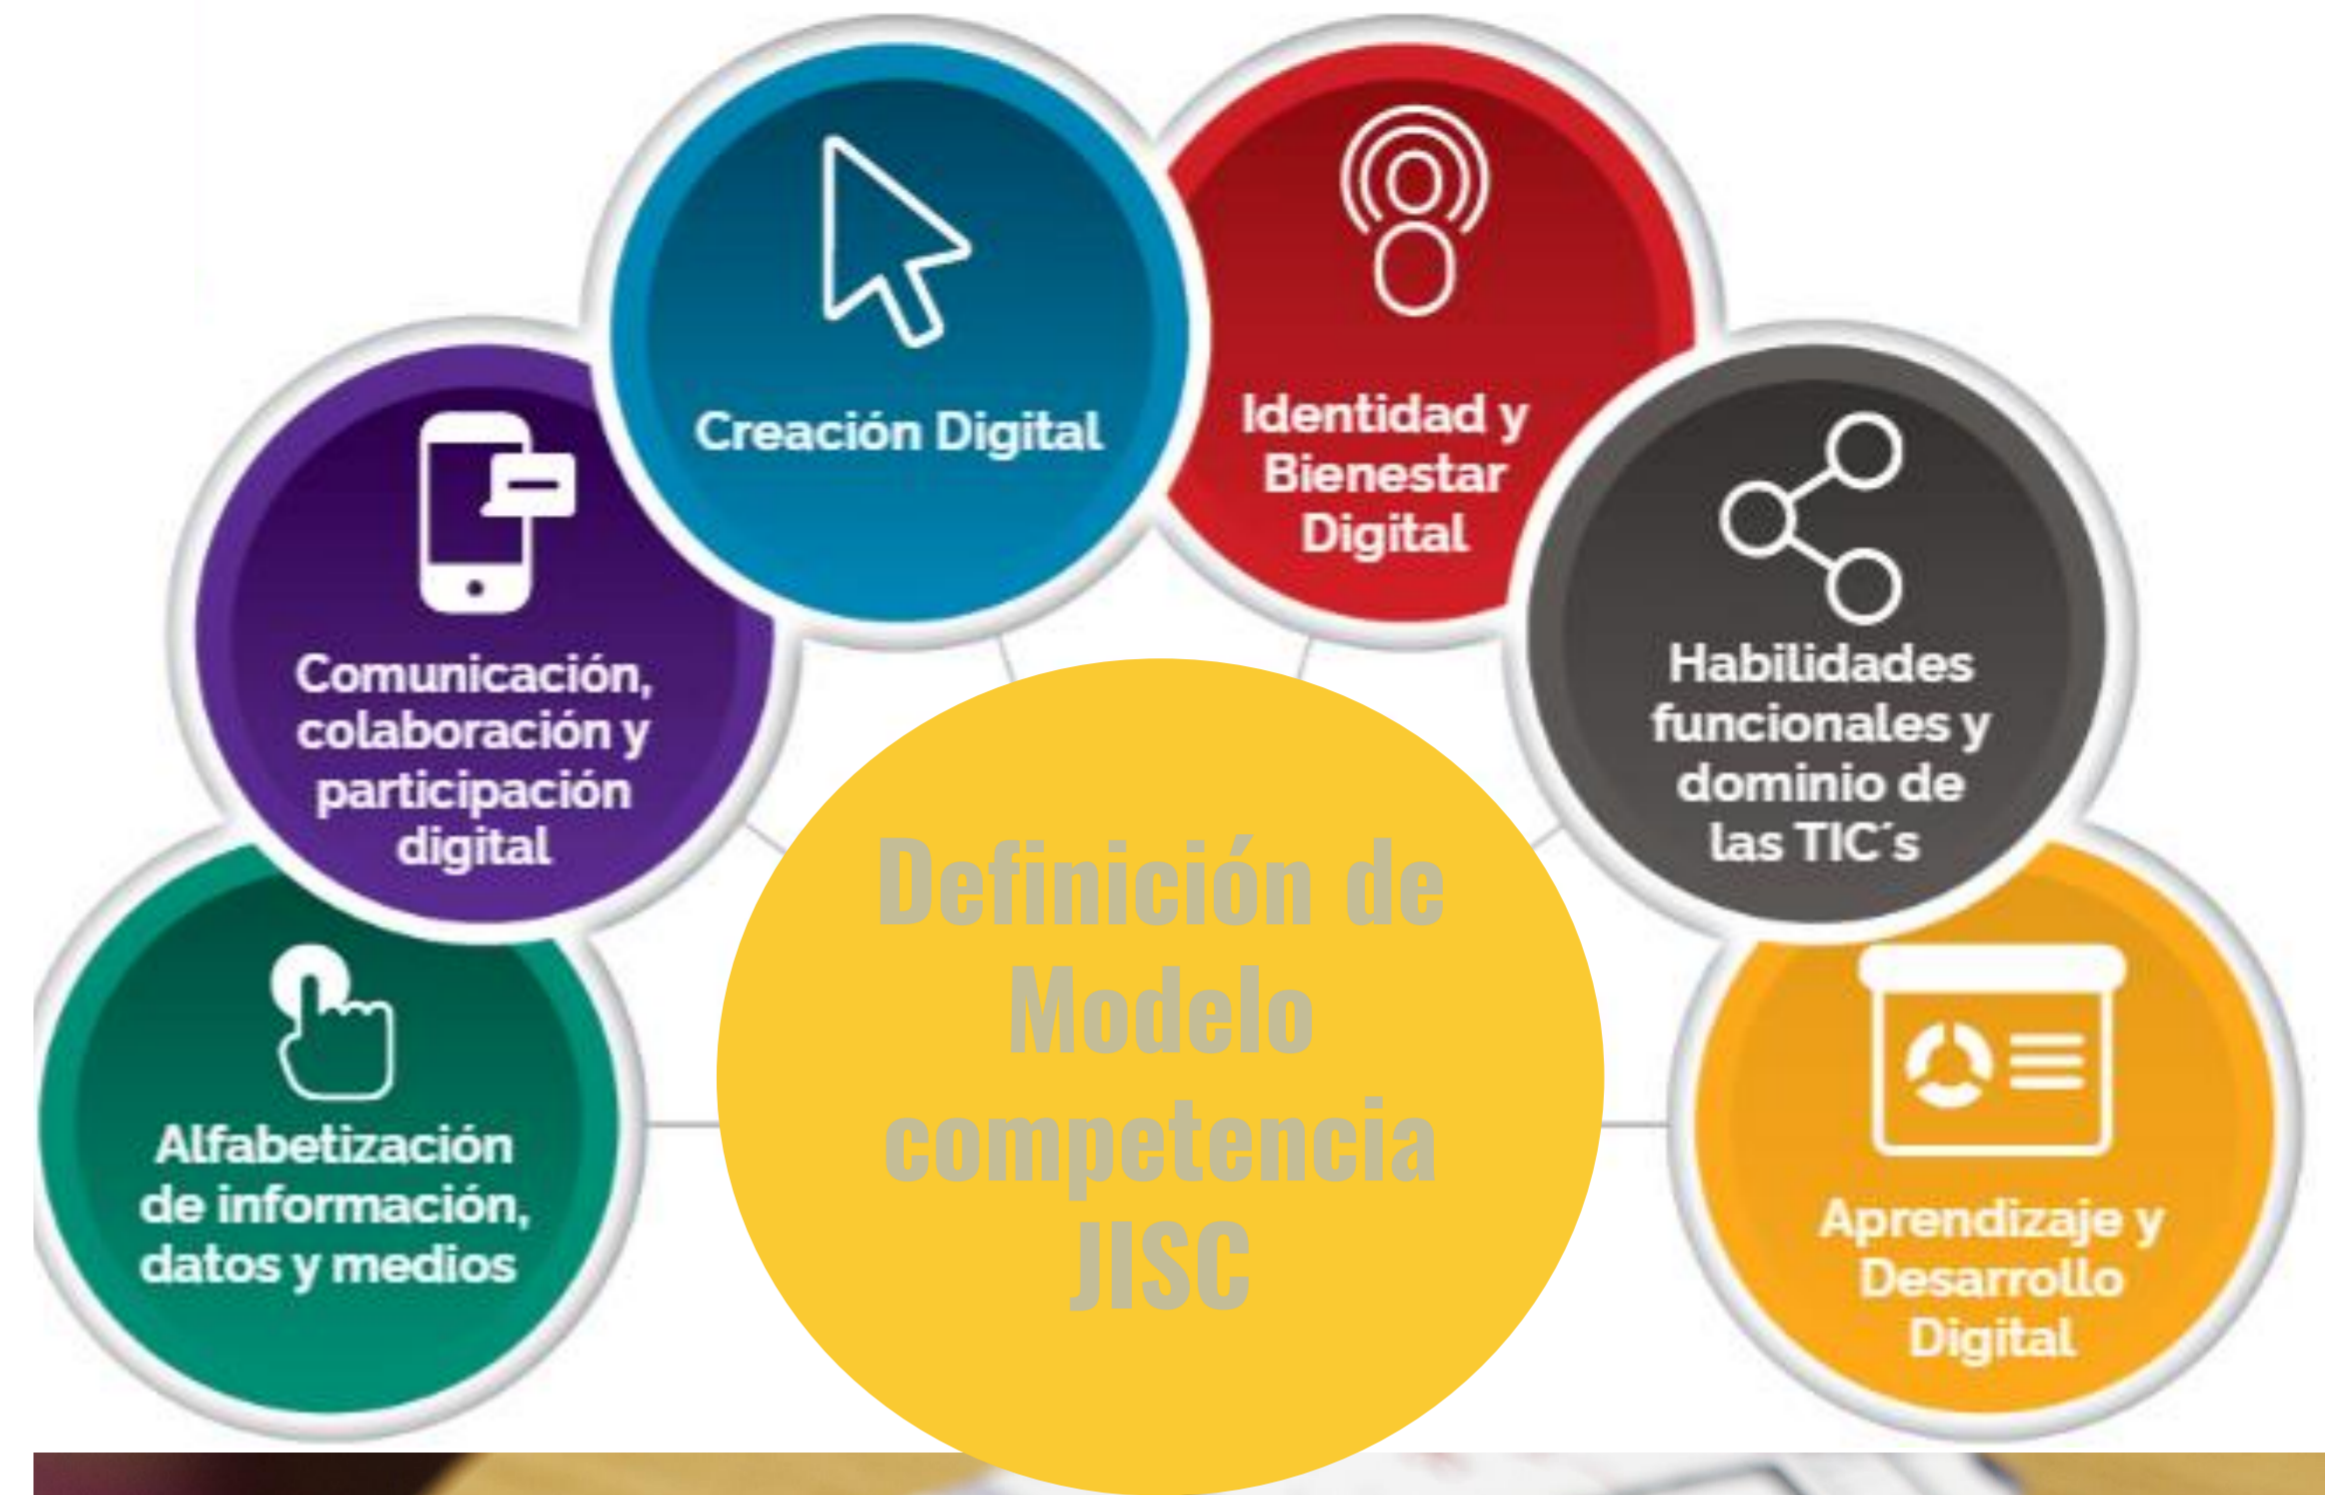 Creación Digital
Identidad y
Bienestar
Digital
Comunicación,
colaboración y
participación
digital
Habilidades
funcionales y
dominio de
las TIC´s
Alfabetización
de información,
datos y medios
Definición de
Modelo
competencia
JISC
Aprendizaje y
Desarrollo
Digital